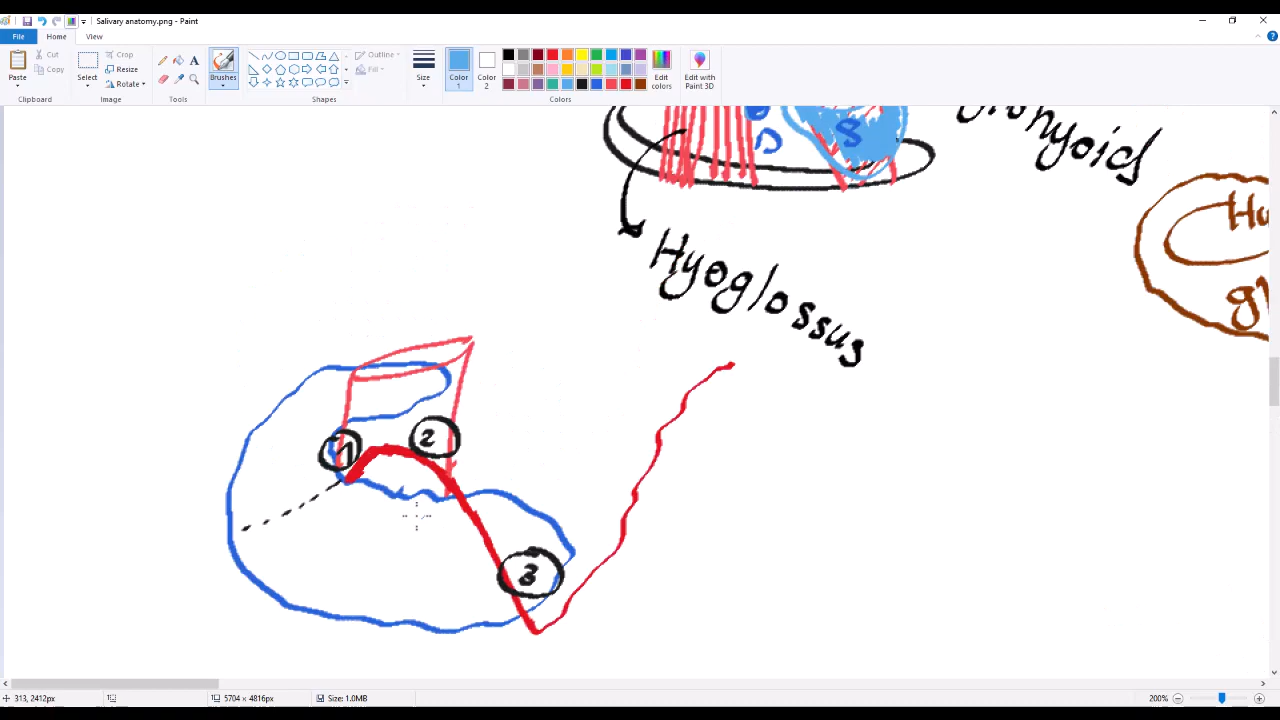 Salivary anatomy.png - Paint
File
Home
View
Paste
Cut
Copy
Clipboard
Select
Crop
Resize
Rotate
Image
A
Tools
Brushes
Outline
Fill
Shapes
Size
Color 1
Color 2
Edit colors
Colors
Edit with Paint 3D
S
Hyoglossus
1
2
3
313, 2412px
5704 × 4816px
Size: 1.0MB
200%